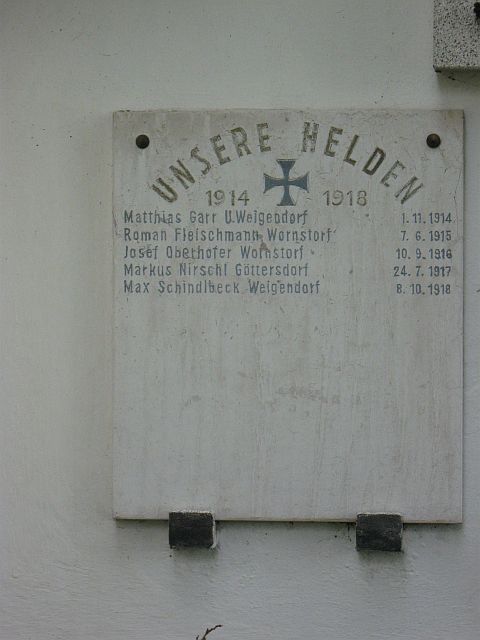 UNSERE HELDEN
1914 1918
Matthias Garr U.Weigendorf 1.11.1914
Roman Fleischmann Wornstorf 7.6.1915
Josef Oberhofer Wornstorf 10.9.1916
Markus Nirschl Göttersdorf 24.7.1917
Max Schindlbeck Weigendorf 8.10.1918